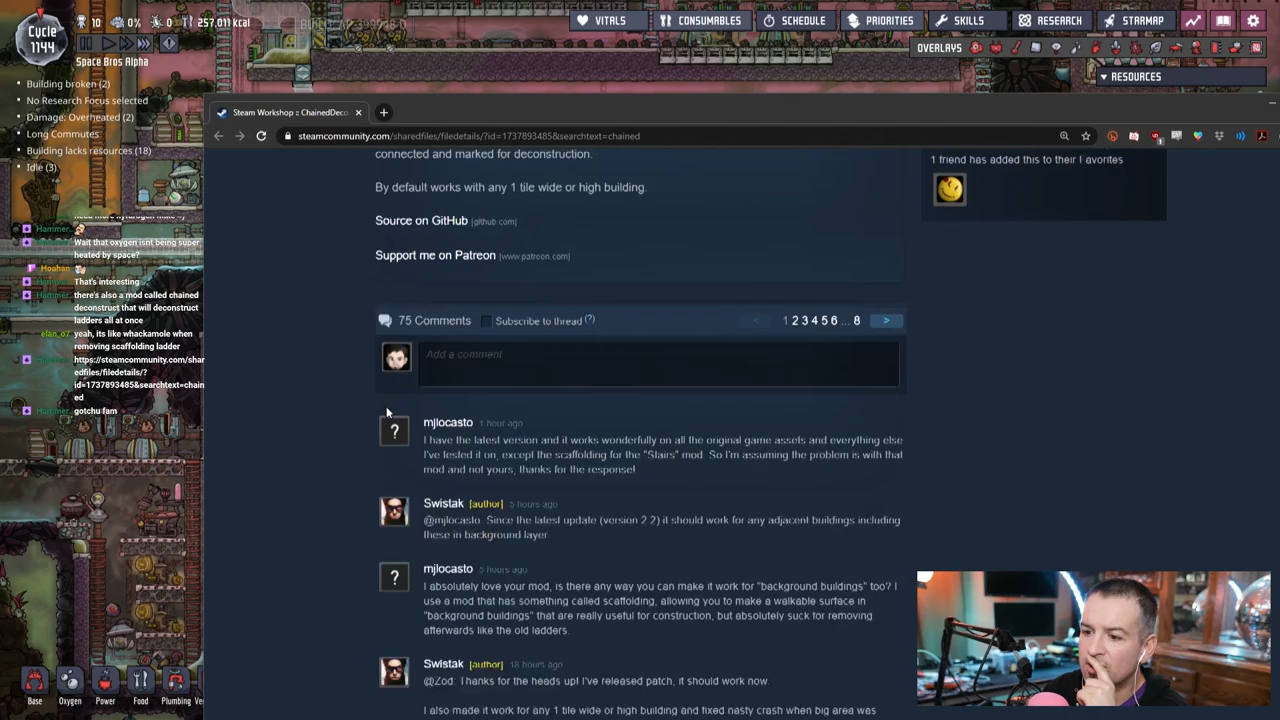 10
0%
0
257.011 kcal
VITALS
CONSUMABLES
SCHEDULE
PRIORITIES
SKILLS
RESEARCH
STARMAP
Cycle
1144
Space Bros Alpha
OVERLAYS
RESOURCES
Building broken (2)
No Research Focus selected
Damage: Overheated (2)
Long Commutes
Building lacks resources (18)
Idle (3)
Hammer
Wait that oxygen isnt being super
heated by space?
Hoahan
Hammer
That's interesting
Hammer
there's also a mod called chained
deconstruct that will deconstruct
ladders all at once
elan_o7
yeah, its like whackamole when
removing scaffolding ladder
https://steamcommunity.com/shar
edfiles/filedetails/?
id=1737893485&searchtext=chain
ed
Hammer
gotchu fam
Steam Workshop :: ChainedDeco
steamcommunity.com/sharedfiles/filedetails/?id=1737893485&searchtext=chained
connected and marked for deconstruction.
By default works with any 1 tile wide or high building.
Source on GitHub [github.com]
Support me on Patreon [www.patreon.com]
1 friend has added this to their Favorites
75 Comments
Subscribe to thread (?)
< 1 2 3 4 5 6 ... 8 >
Add a comment
mjlocasto 1 hour ago
I have the latest version and it works wonderfully on all the original game assets and everything else
I've tested it on, except the scaffolding for the "Stairs" mod. So I'm assuming the problem is with that
mod and not yours, thanks for the response!
Swistak [author] 5 hours ago
@mjlocasto Since the latest update (version 2.2) it should work for any adjacent buildings including
these in background layer
mjlocasto 5 hours ago
I absolutely love your mod, is there any way you can make it work for "background buildings" too? I
use a mod that has something called scaffolding, allowing you to make a walkable surface in
"background buildings" that are really useful for construction, but absolutely suck for removing
afterwards like the old ladders.
Swistak [author] 18 hours ago
@Zod: Thanks for the heads up! I've released patch, it should work now.
I also made it work for any 1 tile wide or high building and fixed nasty crash when big area was
Base
Oxygen
Power
Food
Plumbing